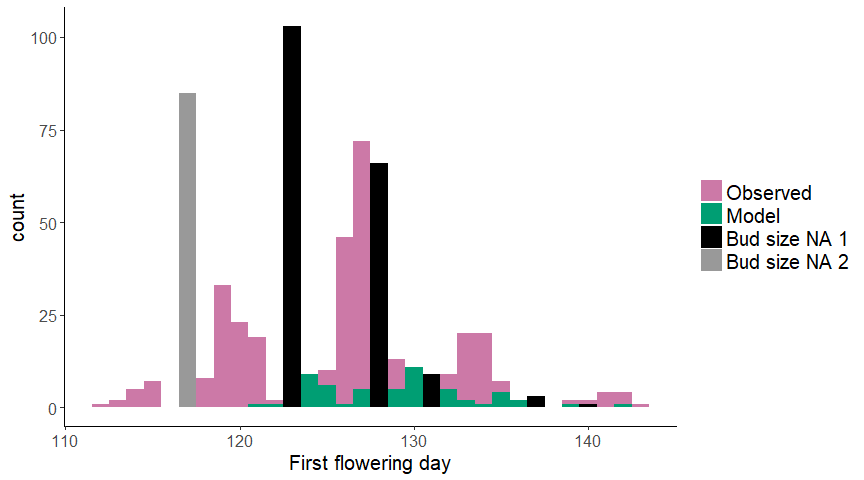 count
100
75
50
25
0
110
120
130
140
First flowering day
Observed
Model
Bud size NA 1
Bud size NA 2